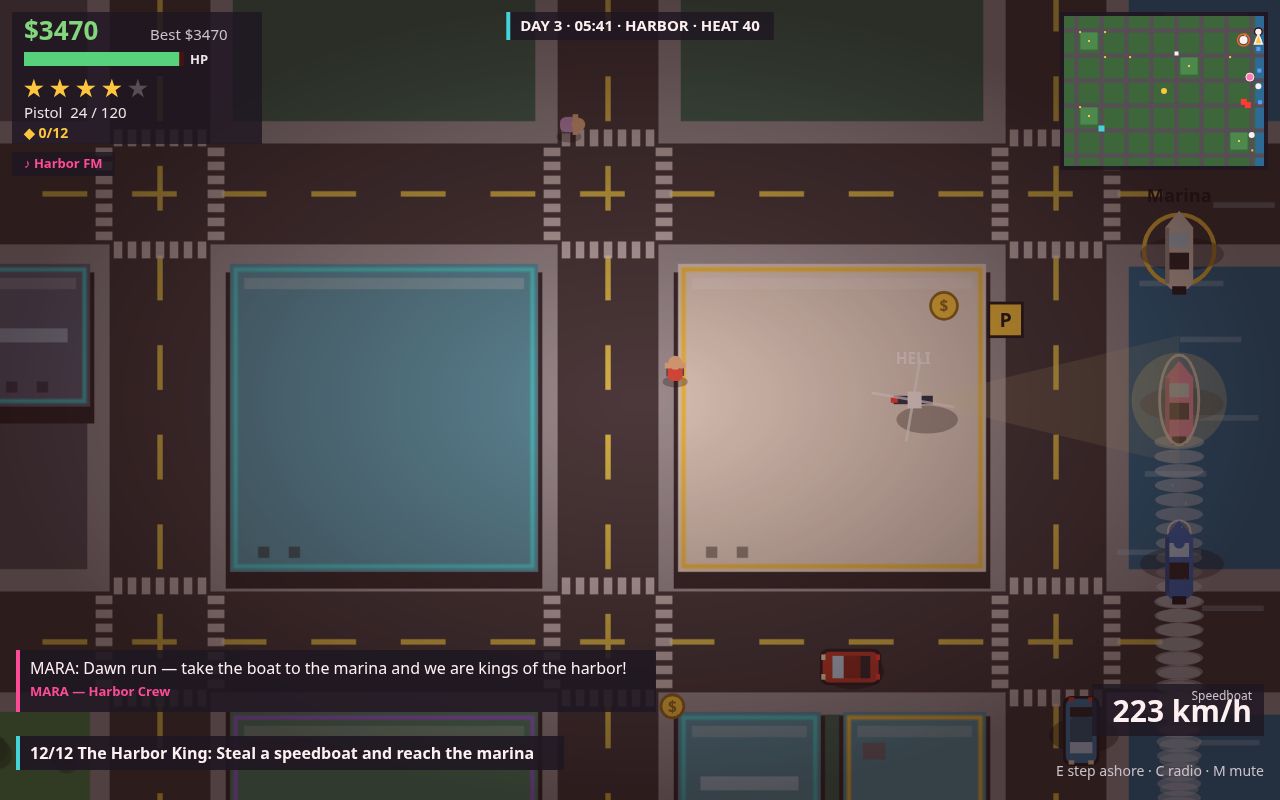 $3470 Best $3470
HP
★★★★★
Pistol 24 / 120
◆ 0/12
♪ Harbor FM
DAY 3 · 05:41 · HARBOR · HEAT 40
Marina
$
P
HELI
MARA: Dawn run — take the boat to the marina and we are kings of the harbor!
MARA — Harbor Crew
$
12/12 The Harbor King: Steal a speedboat and reach the marina
Speedboat
223 km/h
E step ashore · C radio · M mute